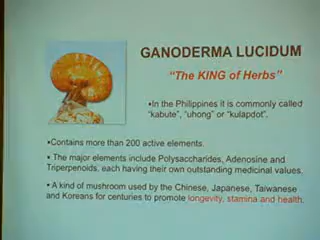 GANODERMA LUCIDUM
"The KING of Herbs"
▪In the Philippines it is commonly called
"kabute", "uhong" or "kulapdot".
▪Contains more than 200 active elements.
▪ The major elements include Polysaccharides, Adenosine and
Triperpenoids, each having their own outstanding medicinal values.
▪ A kind of mushroom used by the Chinese, Japanese, Taiwanese
and Koreans for centuries to promote longevity, stamina and health.